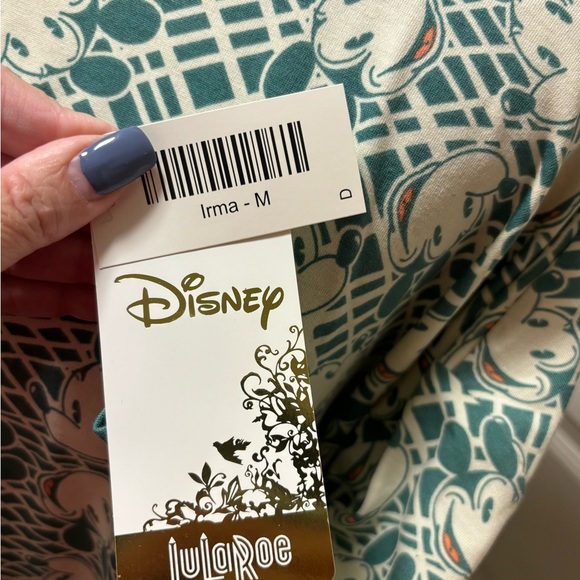 Irma - M
D
Disney
LuLaRoe